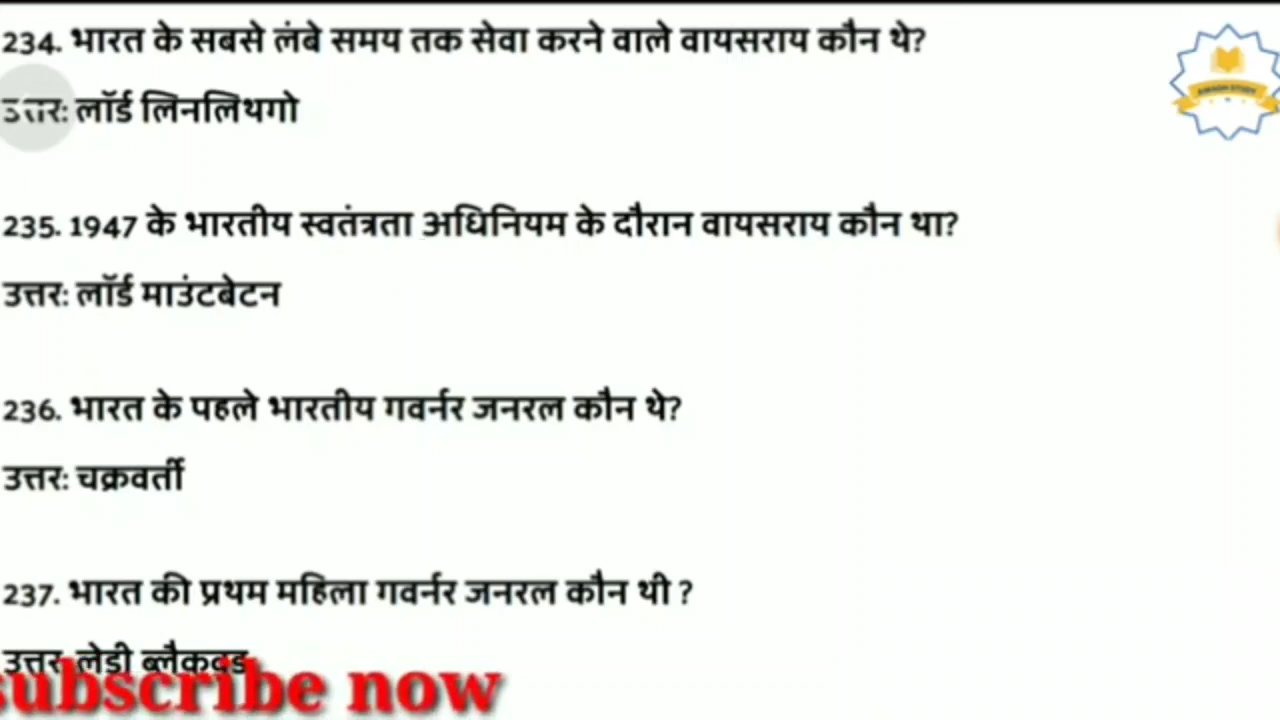 234. भारत के सबसे लंबे समय तक सेवा करने वाले वायसराय कौन थे?
उत्तर: लॉर्ड लिनलिथगो
235. 1947 के भारतीय स्वतंत्रता अधिनियम के दौरान वायसराय कौन था?
उत्तर: लॉर्ड माउंटबेटन
236. भारत के पहले भारतीय गवर्नर जनरल कौन थे?
उत्तर: चक्रवर्ती
237. भारत की प्रथम महिला गवर्नर जनरल कौन थी ?
उत्तर लेडी ब्लैकवुड
subscribe now